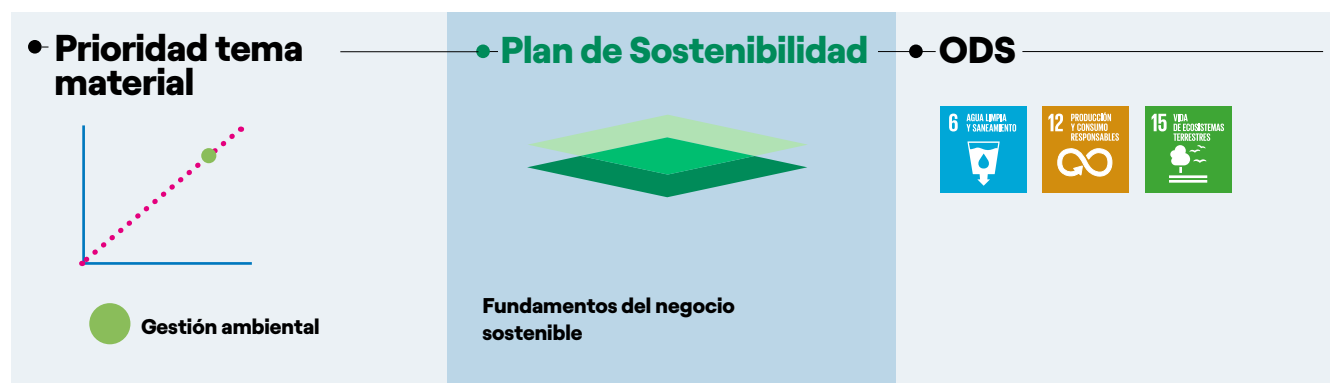 Prioridad tema
material
Plan de Sostenibilidad
ODS
6 AGUA LIMPIA
Y SANEAMIENTO
12 PRODUCCIÓN
Y CONSUMO
RESPONSABLES
15 VIDA
DE ECOSISTEMAS
TERRESTRES
Gestión ambiental
Fundamentos del negocio
sostenible